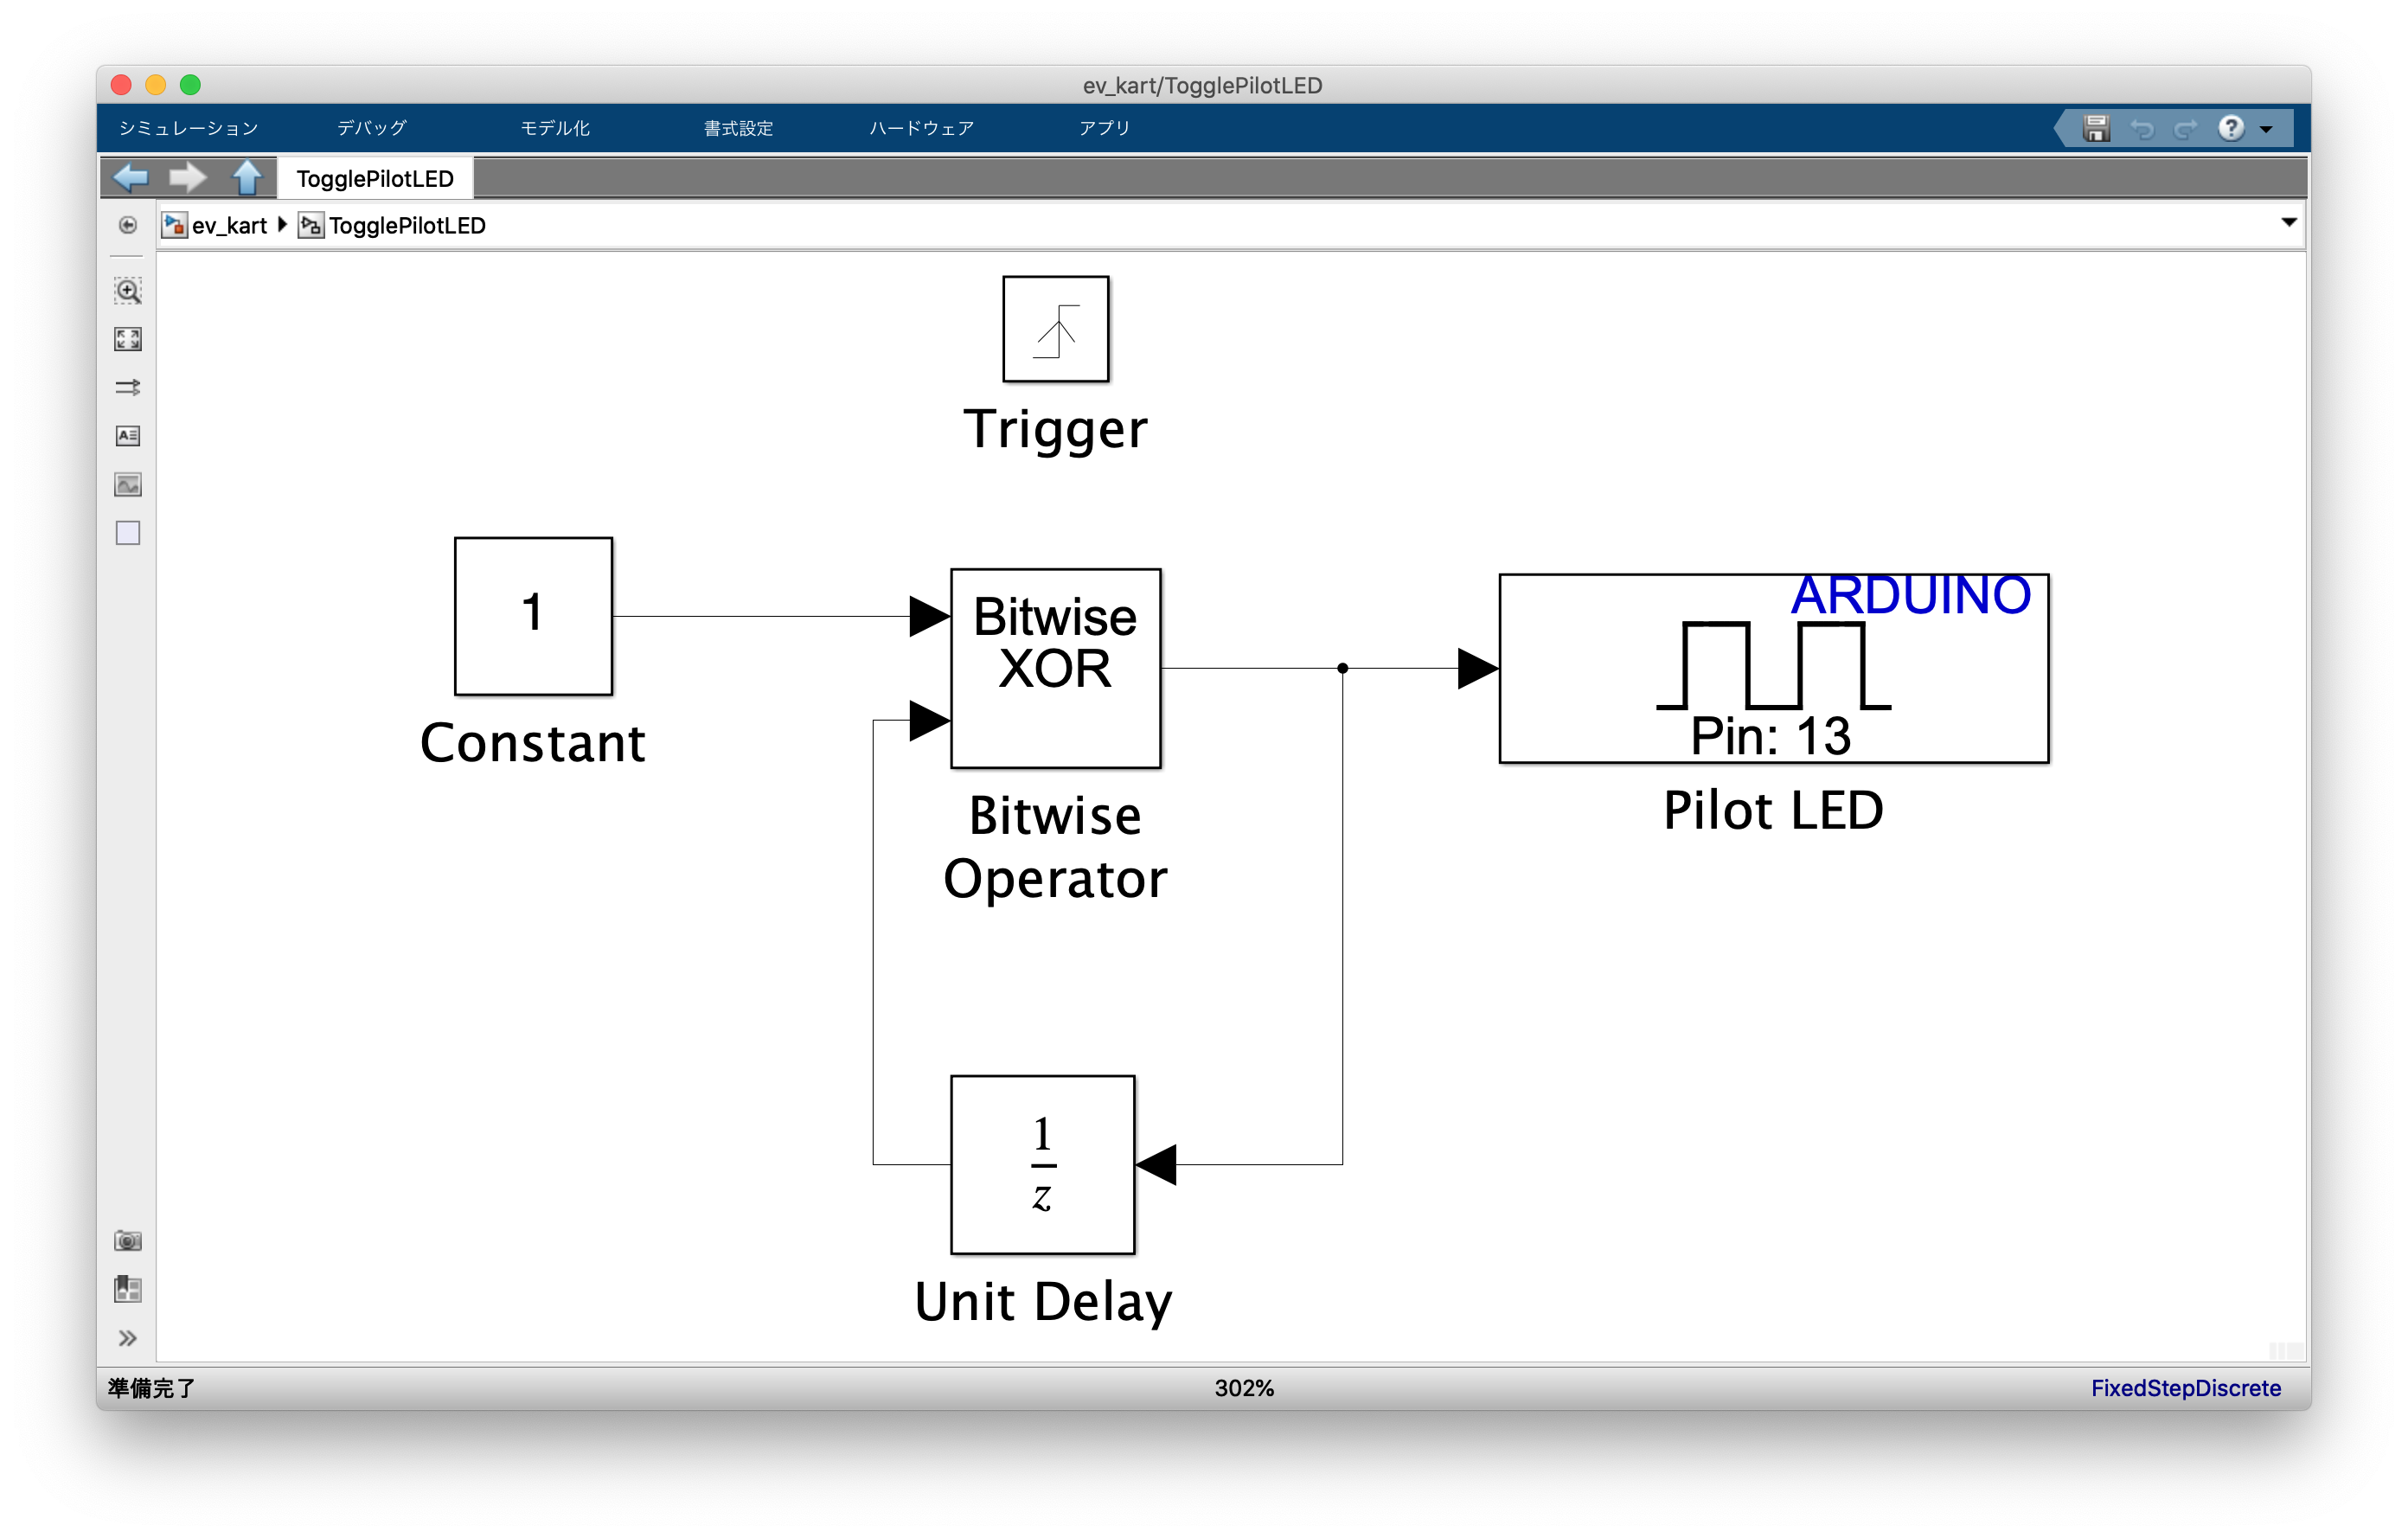 ev_kart/TogglePilotLED
シミュレーション デバッグ モデル化 書式設定 ハードウェア アプリ
TogglePilotLED
ev_kart TogglePilotLED
Trigger
1
Constant
Bitwise
XOR
Bitwise
Operator
ARDUINO
Pin: 13
Pilot LED
1
z
Unit Delay
準備完了 302% FixedStepDiscrete